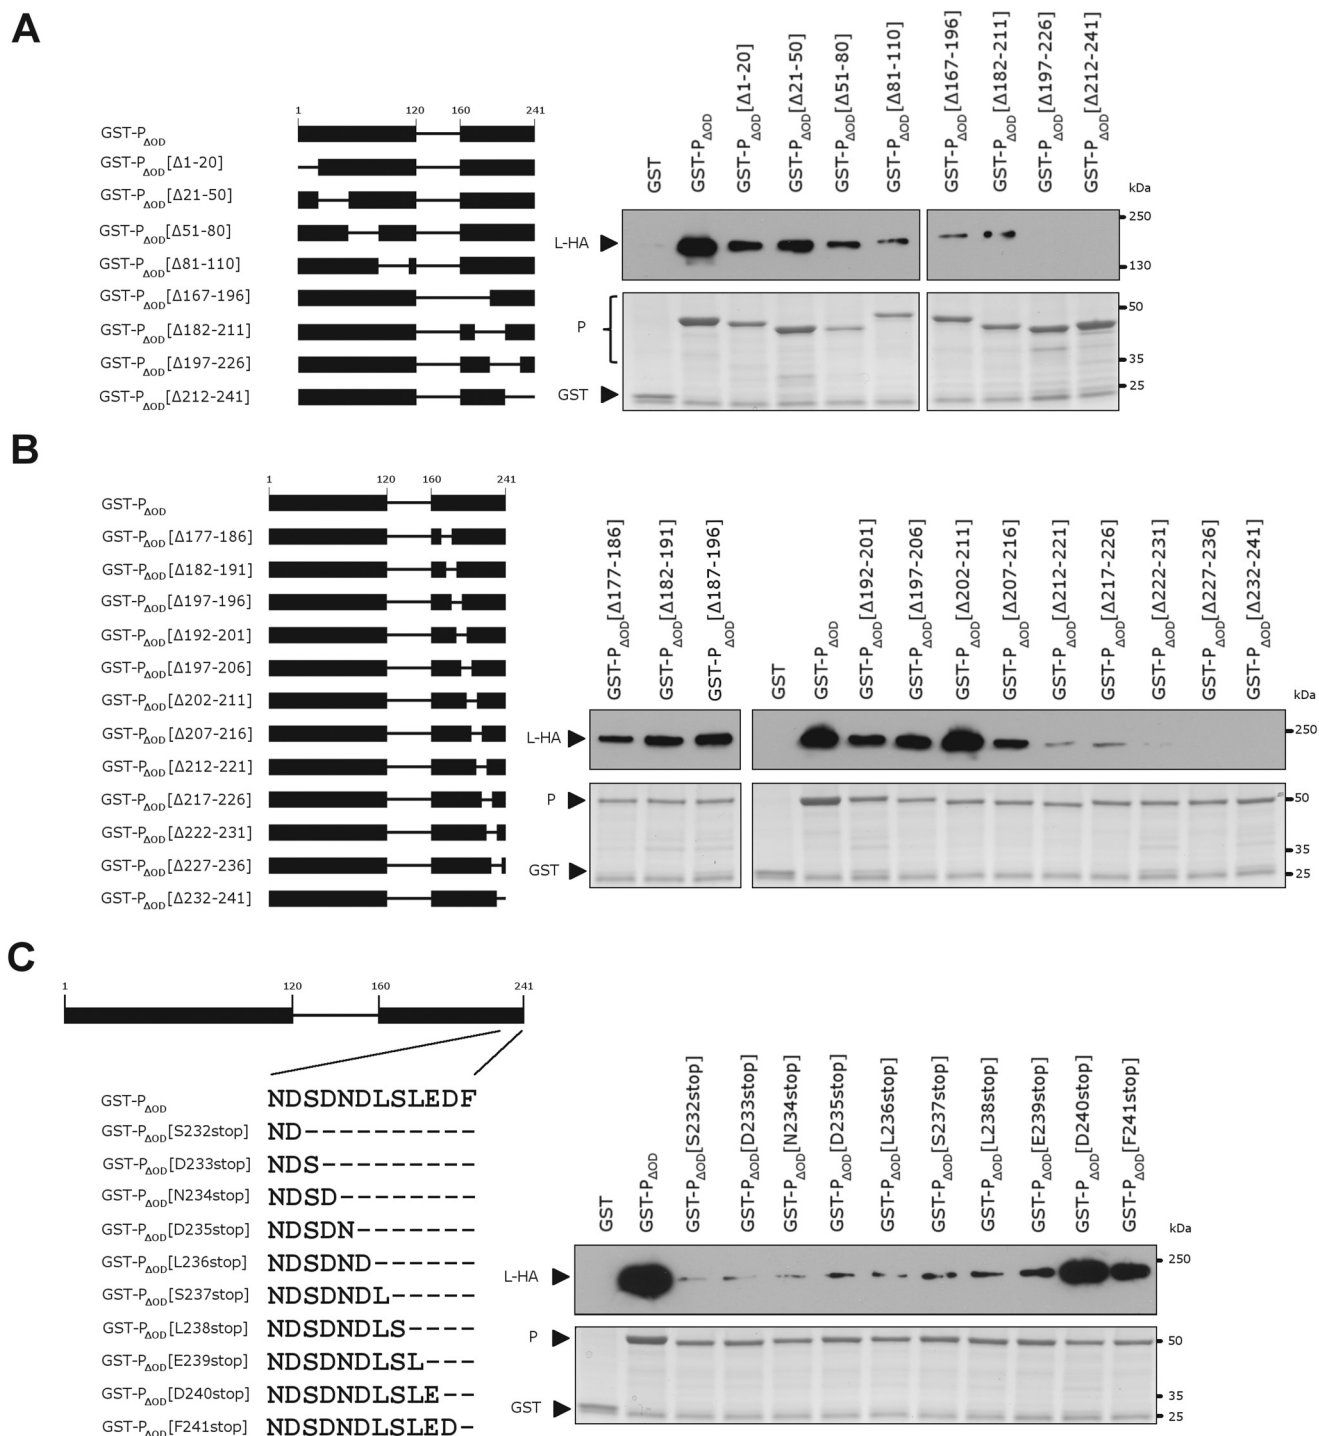 A
1 120 160 241
GST-PΔOD
GST-PΔOD[Δ1-20]
GST-PΔOD[Δ21-50]
GST-PΔOD[Δ51-80]
GST-PΔOD[Δ81-110]
GST-PΔOD[Δ167-196]
GST-PΔOD[Δ182-211]
GST-PΔOD[Δ197-226]
GST-PΔOD[Δ212-241]
GST
GST-PΔOD
GST-PΔOD[Δ1-20]
GST-PΔOD[Δ21-50]
GST-PΔOD[Δ51-80]
GST-PΔOD[Δ81-110]
GST-PΔOD[Δ167-196]
GST-PΔOD[Δ182-211]
GST-PΔOD[Δ197-226]
GST-PΔOD[Δ212-241]
kDa
L-HA
250
130
P
50
35
GST
25
B
1 120 160 241
GST-PΔOD
GST-PΔOD[Δ177-186]
GST-PΔOD[Δ182-191]
GST-PΔOD[Δ197-196]
GST-PΔOD[Δ192-201]
GST-PΔOD[Δ197-206]
GST-PΔOD[Δ202-211]
GST-PΔOD[Δ207-216]
GST-PΔOD[Δ212-221]
GST-PΔOD[Δ217-226]
GST-PΔOD[Δ222-231]
GST-PΔOD[Δ227-236]
GST-PΔOD[Δ232-241]
GST-PΔOD[Δ177-186]
GST-PΔOD[Δ182-191]
GST-PΔOD[Δ187-196]
GST
GST-PΔOD
GST-PΔOD[Δ192-201]
GST-PΔOD[Δ197-206]
GST-PΔOD[Δ202-211]
GST-PΔOD[Δ207-216]
GST-PΔOD[Δ212-221]
GST-PΔOD[Δ217-226]
GST-PΔOD[Δ222-231]
GST-PΔOD[Δ227-236]
GST-PΔOD[Δ232-241]
kDa
L-HA
250
P
50
35
GST
25
C
1 120 160 241
GST-PΔOD NDSDNDLSLEDF
GST-PΔOD[S232stop] ND----------
GST-PΔOD[D233stop] NDS---------
GST-PΔOD[N234stop] NDSD--------
GST-PΔOD[D235stop] NDSDN-------
GST-PΔOD[L236stop] NDSDND------
GST-PΔOD[S237stop] NDSDNDL-----
GST-PΔOD[L238stop] NDSDNDLS----
GST-PΔOD[E239stop] NDSDNDLSL---
GST-PΔOD[D240stop] NDSDNDLSLE--
GST-PΔOD[F241stop] NDSDNDLSLED-
GST
GST-PΔOD
GST-PΔOD[S232stop]
GST-PΔOD[D233stop]
GST-PΔOD[N234stop]
GST-PΔOD[D235stop]
GST-PΔOD[L236stop]
GST-PΔOD[S237stop]
GST-PΔOD[L238stop]
GST-PΔOD[E239stop]
GST-PΔOD[D240stop]
GST-PΔOD[F241stop]
kDa
L-HA
250
P
50
35
GST
25